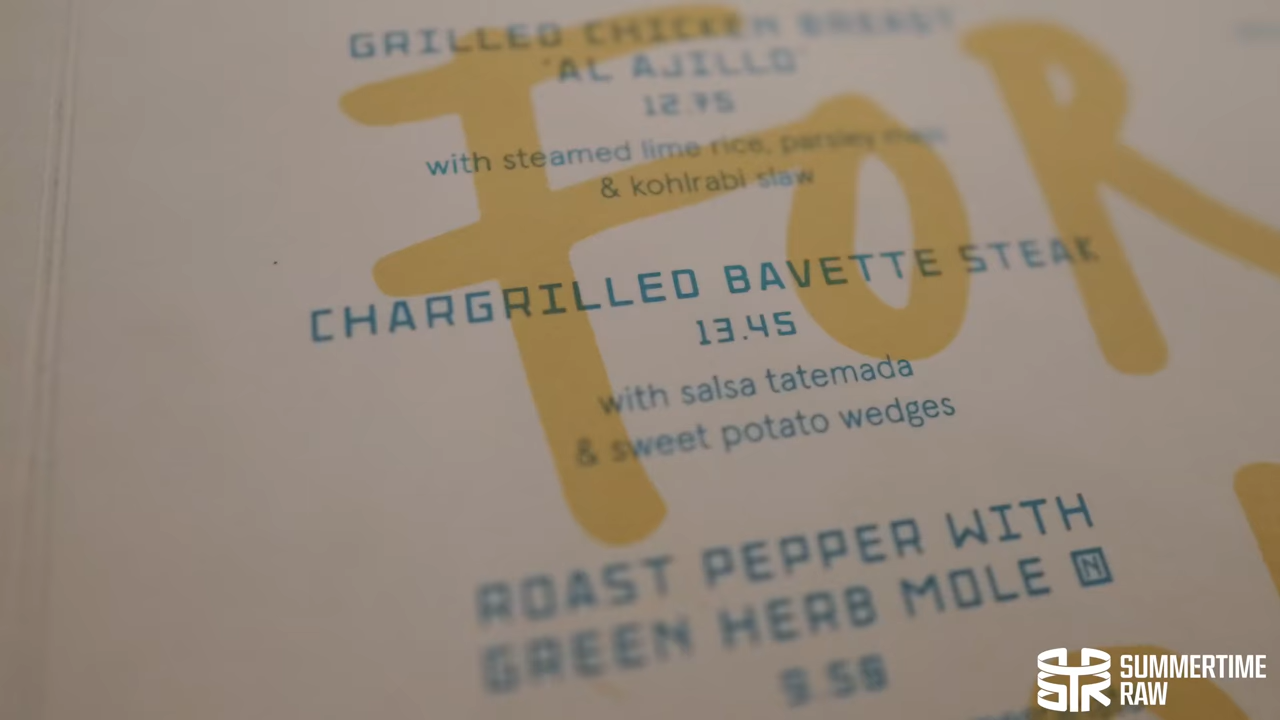 GRILLED CHICKEN BREAST
'AL AJILLO'
12.75
with steamed lime rice, parsley
& kohlrabi slaw
CHARGRILLED BAVETTE STEAK
13.45
with salsa tatemada
& sweet potato wedges
ROAST PEPPER WITH
GREEN HERB MOLE N
FOR
SUMMERTIME
RAW